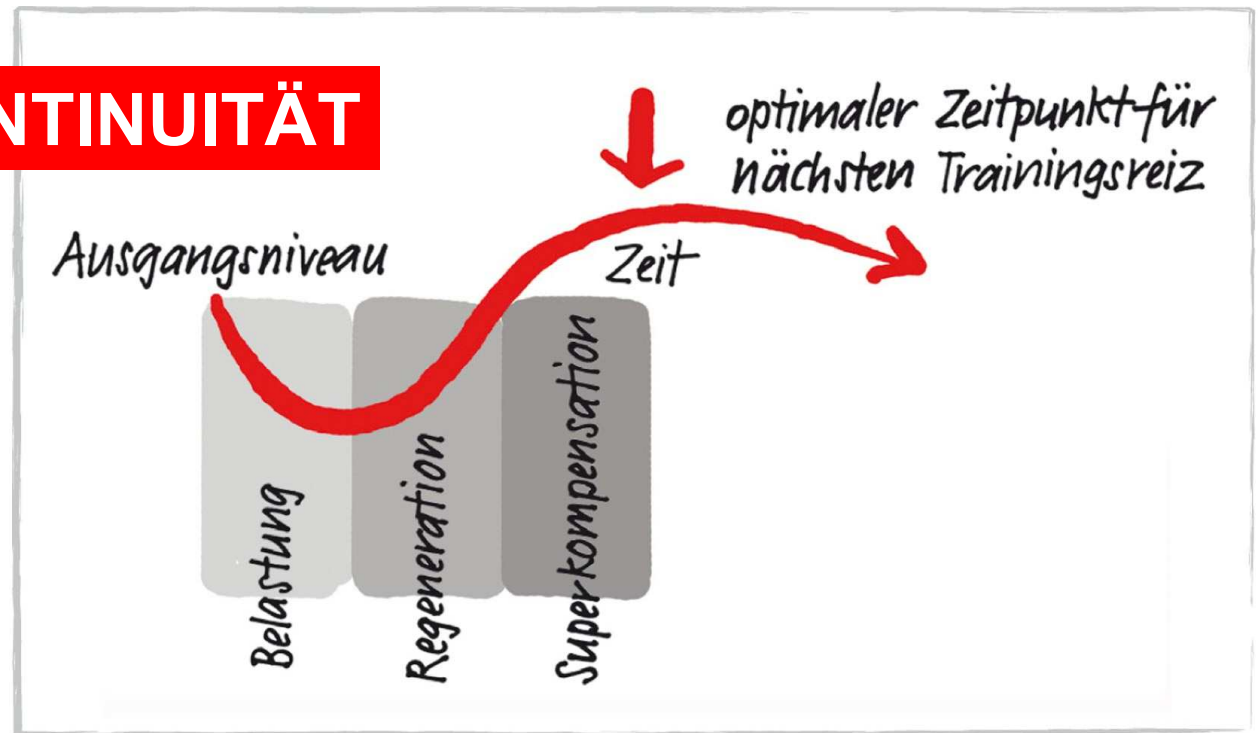 NTINUITÄT
optimaler Zeitpunkt für
nächsten Trainingsreiz
Ausgangsniveau
Zeit
Belastung
Regeneration
Superkompensation